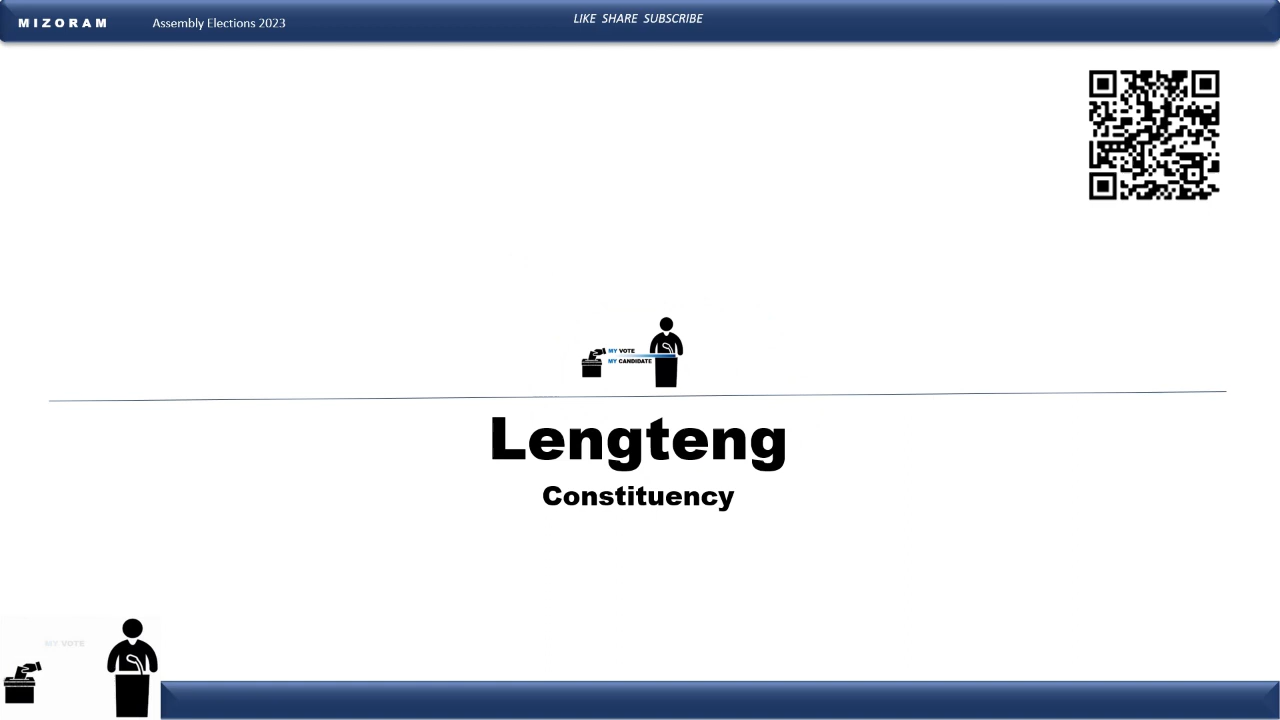 MIZORAM Assembly Elections 2023 LIKE SHARE SUBSCRIBE
MY VOTE
MY CANDIDATE
Lengteng
Constituency
MY VOTE